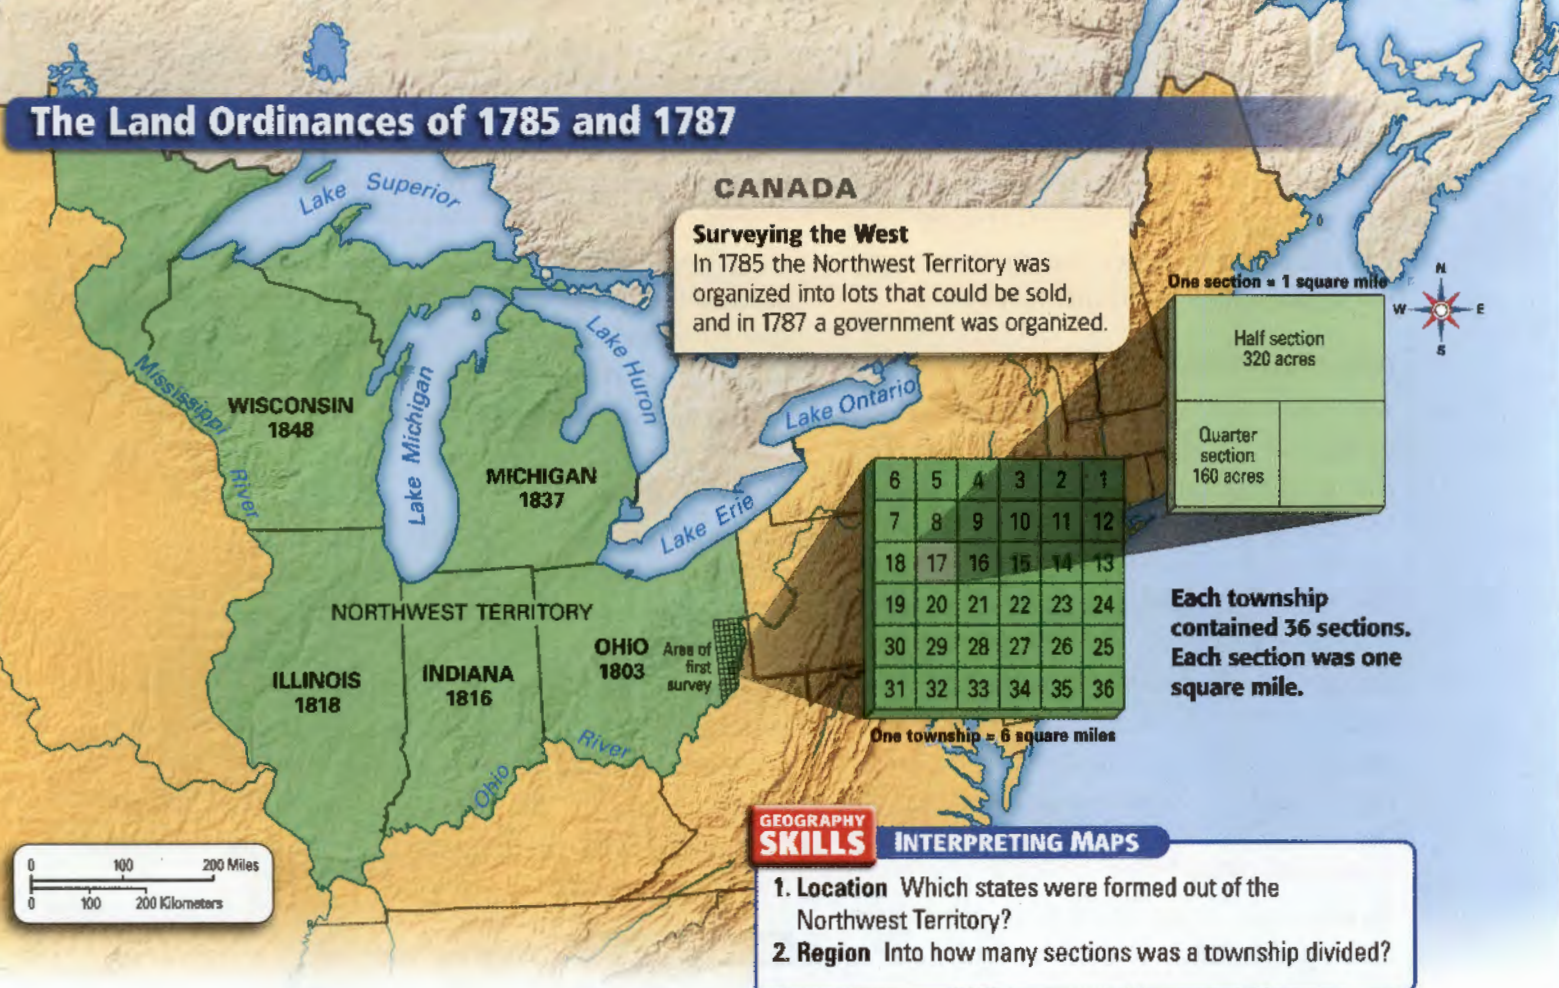 The Land Ordinances of 1785 and 1787
Lake Superior
CANADA
Surveying the West
In 1785 the Northwest Territory was
organized into lots that could be sold,
and in 1787 a government was organized.
One section = 1 square mile
Half section
320 acres
Quarter
section
160 acres
N
W E
S
Mississippi
River
WISCONSIN
1848
Lake Michigan
Lake Huron
MICHIGAN
1837
Lake Ontario
Lake Erie
6 5 4 3 2 1
7 8 9 10 11 12
18 17 16 15 14 13
19 20 21 22 23 24
30 29 28 27 26 25
31 32 33 34 35 36
One township = 6 square miles
Each township
contained 36 sections.
Each section was one
square mile.
NORTHWEST TERRITORY
ILLINOIS
1818
INDIANA
1816
OHIO
1803
Area of
first
survey
Ohio
River
0 100 200 Miles
0 100 200 Kilometers
GEOGRAPHY
SKILLS
INTERPRETING MAPS
1. Location Which states were formed out of the
Northwest Territory?
2. Region Into how many sections was a township divided?